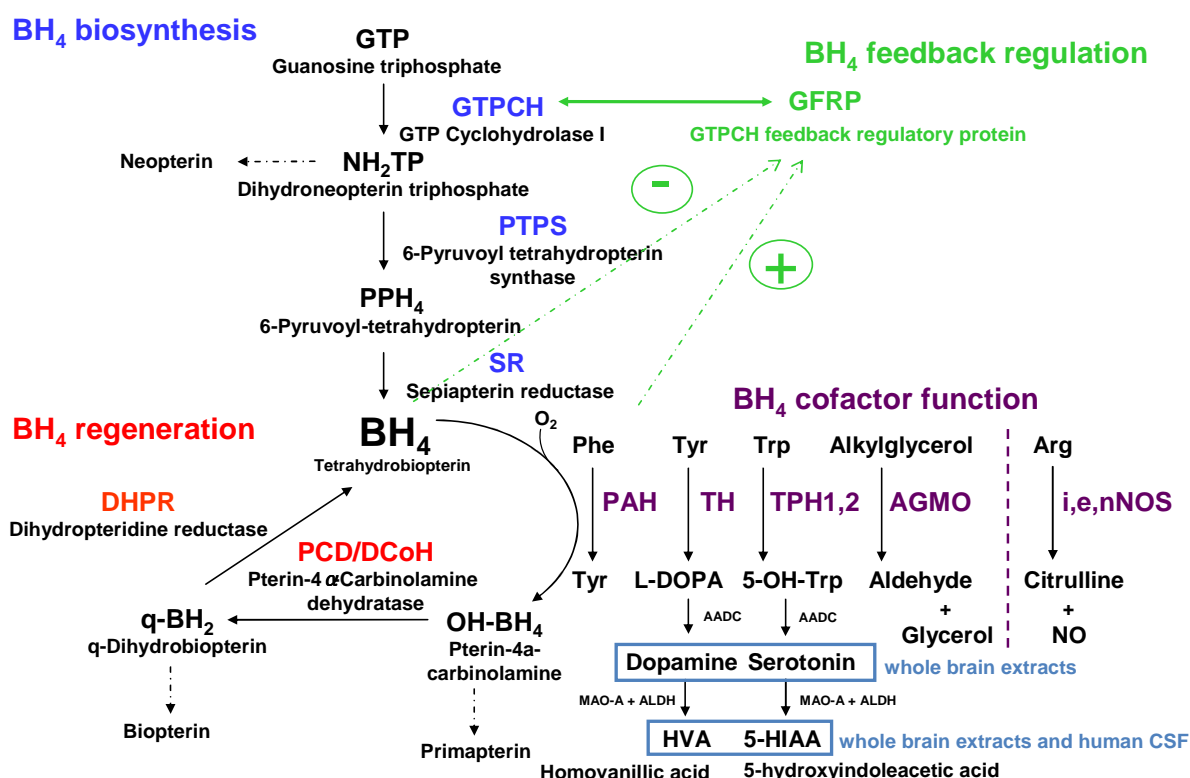 BH4 biosynthesis
GTP
Guanosine triphosphate
BH4 feedback regulation
GTPCH
GTP Cyclohydrolase I
GFRP
GTPCH feedback regulatory protein
Neopterin
NH2TP
Dihydroneopterin triphosphate
-
PTPS
6-Pyruvoyl tetrahydropterin
synthase
+
PPH4
6-Pyruvoyl-tetrahydropterin
SR
Sepiapterin reductase
BH4 cofactor function
BH4 regeneration
BH4
Tetrahydrobiopterin
O2
Phe Tyr Trp Alkylglycerol Arg
DHPR
Dihydropteridine reductase
PAH TH TPH1,2 AGMO i,e,nNOS
PCD/DCoH
Pterin-4αCarbinolamine
dehydratase
Tyr L-DOPA 5-OH-Trp Aldehyde Citrulline
+ +
Glycerol NO
AADC AADC
q-BH2
q-Dihydrobiopterin
OH-BH4
Pterin-4a-
carbinolamine
Dopamine Serotonin
whole brain extracts
MAO-A + ALDH MAO-A + ALDH
Biopterin
Primapterin
HVA 5-HIAA
whole brain extracts and human CSF
Homovanillic acid 5-hydroxyindoleacetic acid